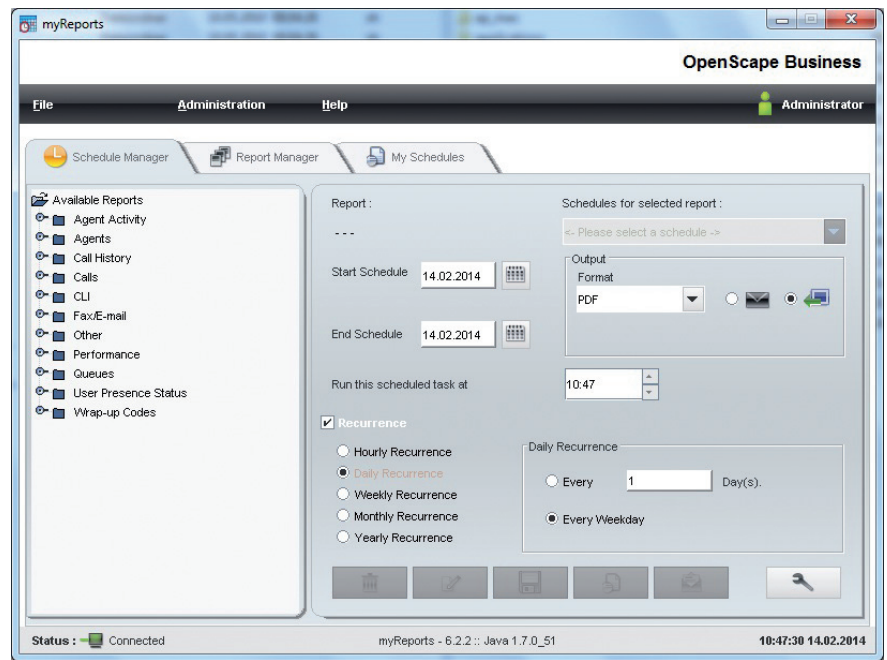 myReports
OpenScape Business
File Administration Help Administrator
Schedule Manager Report Manager My Schedules
Available Reports
Agent Activity
Agents
Call History
Calls
CLI
Fax/E-mail
Other
Performance
Queues
User Presence Status
Wrap-up Codes
Report :
- - -
Schedules for selected report :
<- Please select a schedule ->
Start Schedule 14.02.2014
Output
Format
PDF
End Schedule 14.02.2014
Run this scheduled task at 10:47
Recurrence
Hourly Recurrence
Daily Recurrence
Weekly Recurrence
Monthly Recurrence
Yearly Recurrence
Daily Recurrence
Every 1 Day(s).
Every Weekday
Status : Connected
myReports - 6.2.2 :: Java 1.7.0_51
10:47:30 14.02.2014